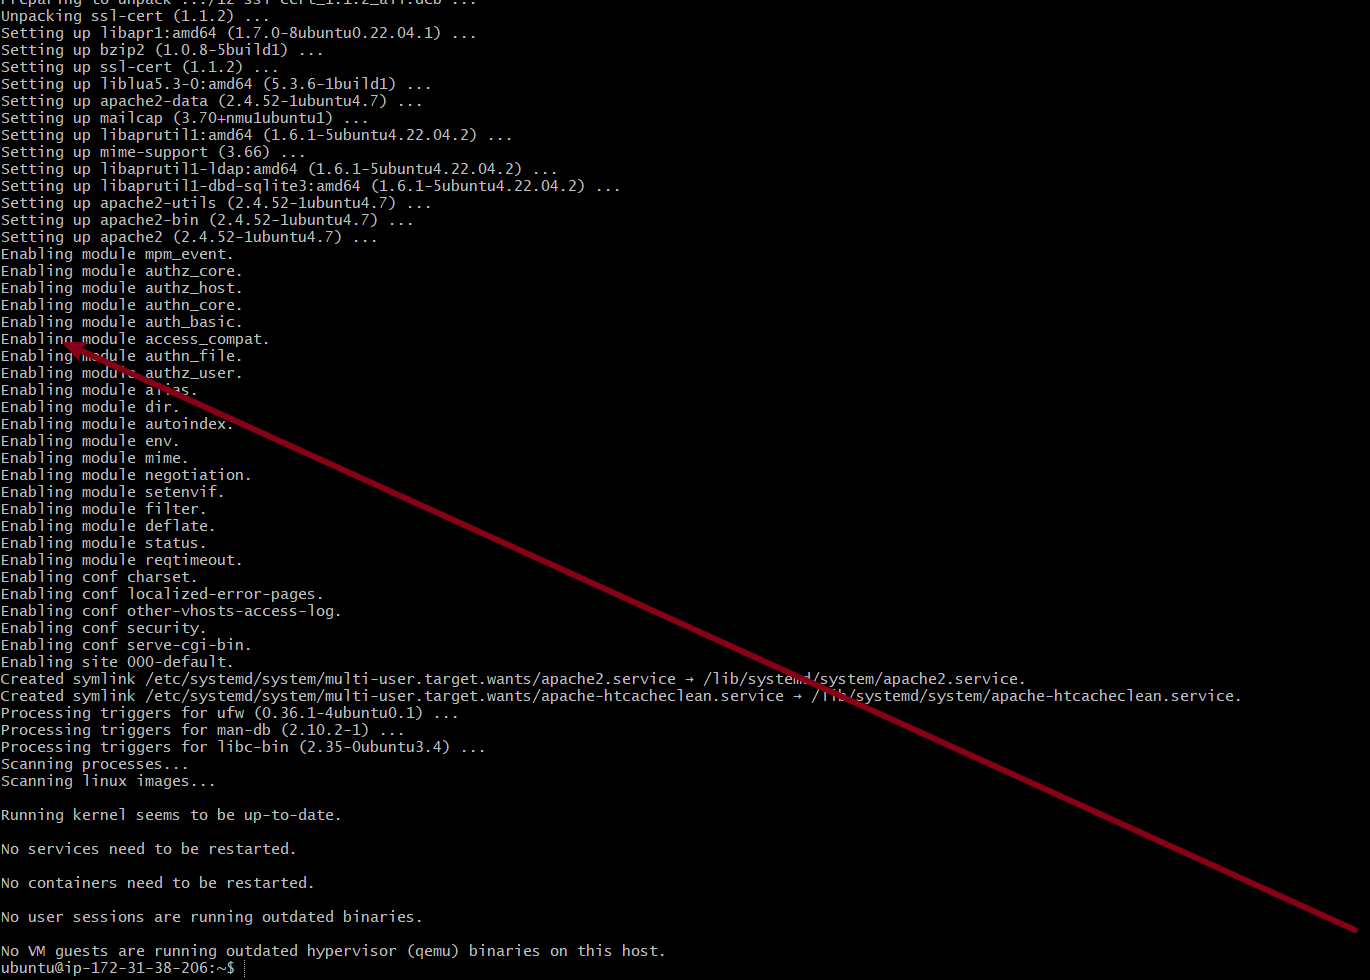 Preparing to unpack .../12-ssl-cert_1.1.2_all.deb ...
Unpacking ssl-cert (1.1.2) ...
Setting up libapr1:amd64 (1.7.0-8ubuntu0.22.04.1) ...
Setting up bzip2 (1.0.8-5build1) ...
Setting up ssl-cert (1.1.2) ...
Setting up liblua5.3-0:amd64 (5.3.6-1build1) ...
Setting up apache2-data (2.4.52-1ubuntu4.7) ...
Setting up mailcap (3.70+nmu1ubuntu1) ...
Setting up libaprutil1:amd64 (1.6.1-5ubuntu4.22.04.2) ...
Setting up mime-support (3.66) ...
Setting up libaprutil1-ldap:amd64 (1.6.1-5ubuntu4.22.04.2) ...
Setting up libaprutil1-dbd-sqlite3:amd64 (1.6.1-5ubuntu4.22.04.2) ...
Setting up apache2-utils (2.4.52-1ubuntu4.7) ...
Setting up apache2-bin (2.4.52-1ubuntu4.7) ...
Setting up apache2 (2.4.52-1ubuntu4.7) ...
Enabling module mpm_event.
Enabling module authz_core.
Enabling module authz_host.
Enabling module authn_core.
Enabling module auth_basic.
Enabling module access_compat.
Enabling module authn_file.
Enabling module authz_user.
Enabling module alias.
Enabling module dir.
Enabling module autoindex.
Enabling module env.
Enabling module mime.
Enabling module negotiation.
Enabling module setenvif.
Enabling module filter.
Enabling module deflate.
Enabling module status.
Enabling module reqtimeout.
Enabling conf charset.
Enabling conf localized-error-pages.
Enabling conf other-vhosts-access-log.
Enabling conf security.
Enabling conf serve-cgi-bin.
Enabling site 000-default.
Created symlink /etc/systemd/system/multi-user.target.wants/apache2.service → /lib/systemd/system/apache2.service.
Created symlink /etc/systemd/system/multi-user.target.wants/apache-htcacheclean.service → /lib/systemd/system/apache-htcacheclean.service.
Processing triggers for ufw (0.36.1-4ubuntu0.1) ...
Processing triggers for man-db (2.10.2-1) ...
Processing triggers for libc-bin (2.35-0ubuntu3.4) ...
Scanning processes...
Scanning linux images...
Running kernel seems to be up-to-date.
No services need to be restarted.
No containers need to be restarted.
No user sessions are running outdated binaries.
No VM guests are running outdated hypervisor (qemu) binaries on this host.
ubuntu@ip-172-31-38-206:~$